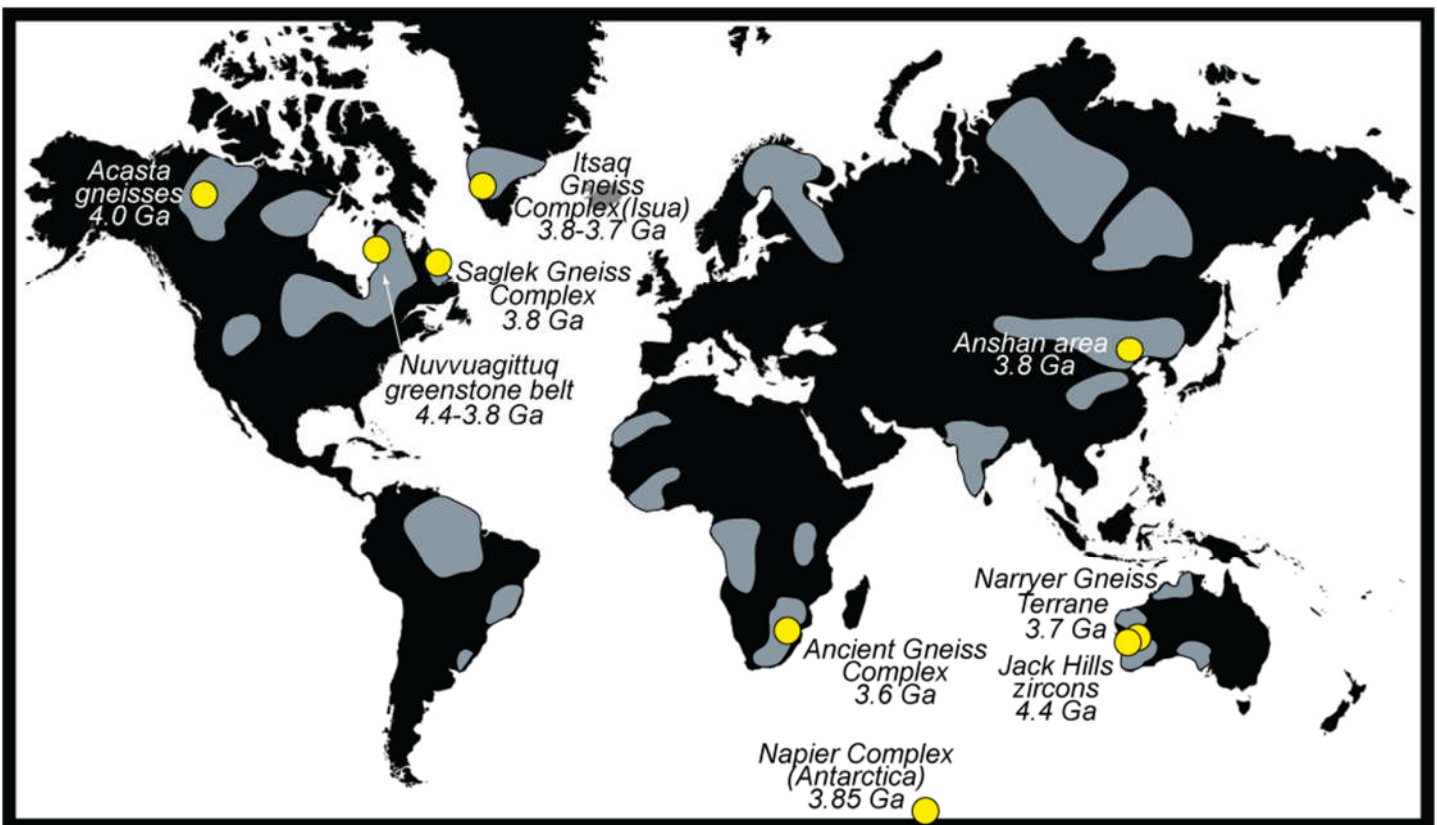 Acasta
gneisses
4.0 Ga
Itsaq
Gneiss
Complex(Isua)
3.8-3.7 Ga
Saglek Gneiss
Complex
3.8 Ga
Nuvvuagittuq
greenstone belt
4.4-3.8 Ga
Anshan area
3.8 Ga
Narryer Gneiss
Terrane
3.7 Ga
Jack Hills
zircons
4.4 Ga
Ancient Gneiss
Complex
3.6 Ga
Napier Complex
(Antarctica)
3.85 Ga